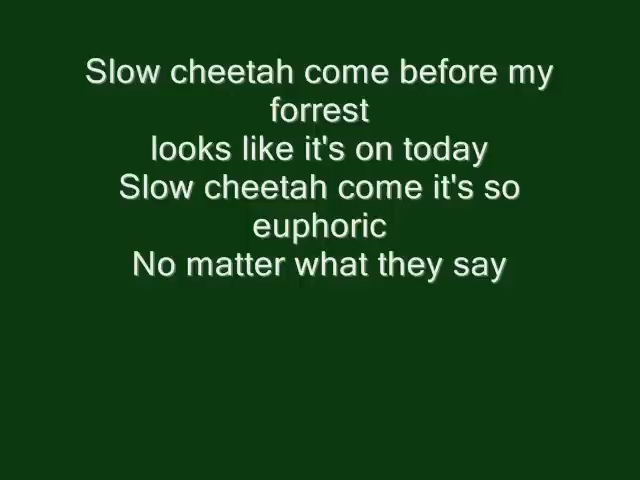 Slow cheetah come before my
forrest
looks like it's on today
Slow cheetah come it's so
euphoric
No matter what they say